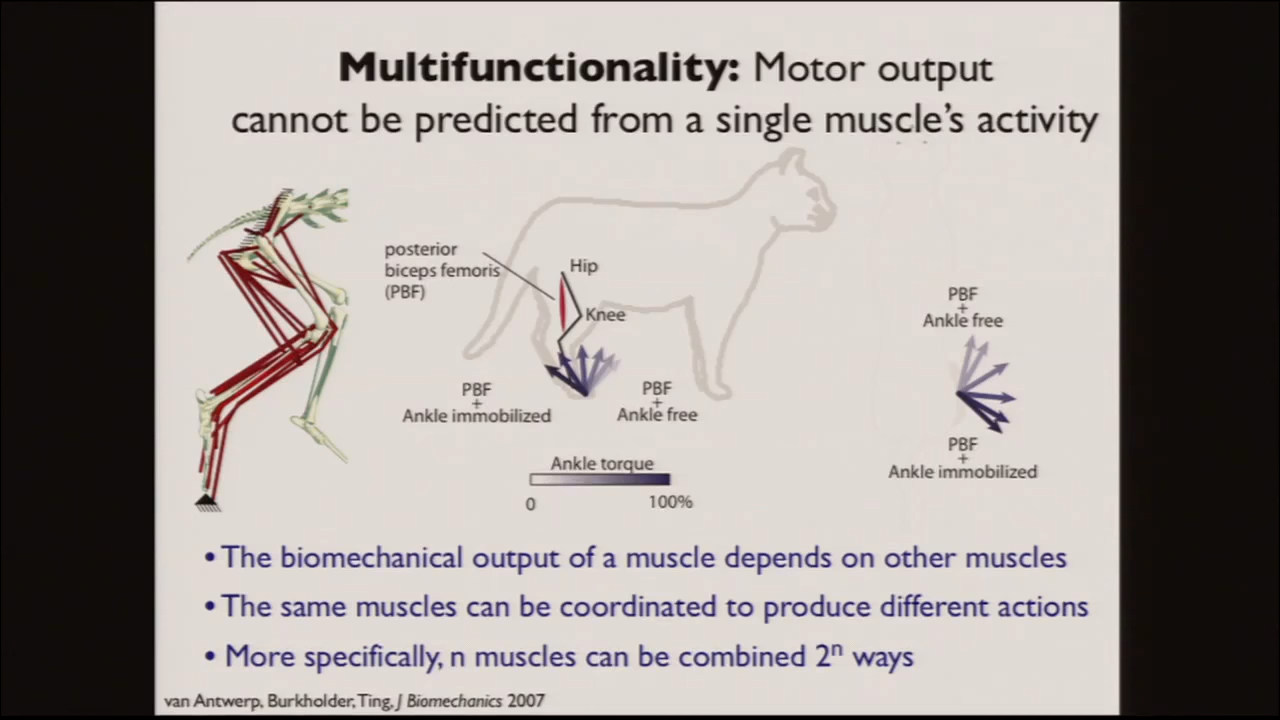 Multifunctionality: Motor output
cannot be predicted from a single muscle's activity
posterior
biceps femoris
(PBF)
Hip
Knee
PBF
+
Ankle immobilized
PBF
+
Ankle free
Ankle torque
0
100%
PBF
+
Ankle free
PBF
+
Ankle immobilized
• The biomechanical output of a muscle depends on other muscles
• The same muscles can be coordinated to produce different actions
• More specifically, n muscles can be combined 2ⁿ ways
van Antwerp, Burkholder, Ting, J Biomechanics 2007